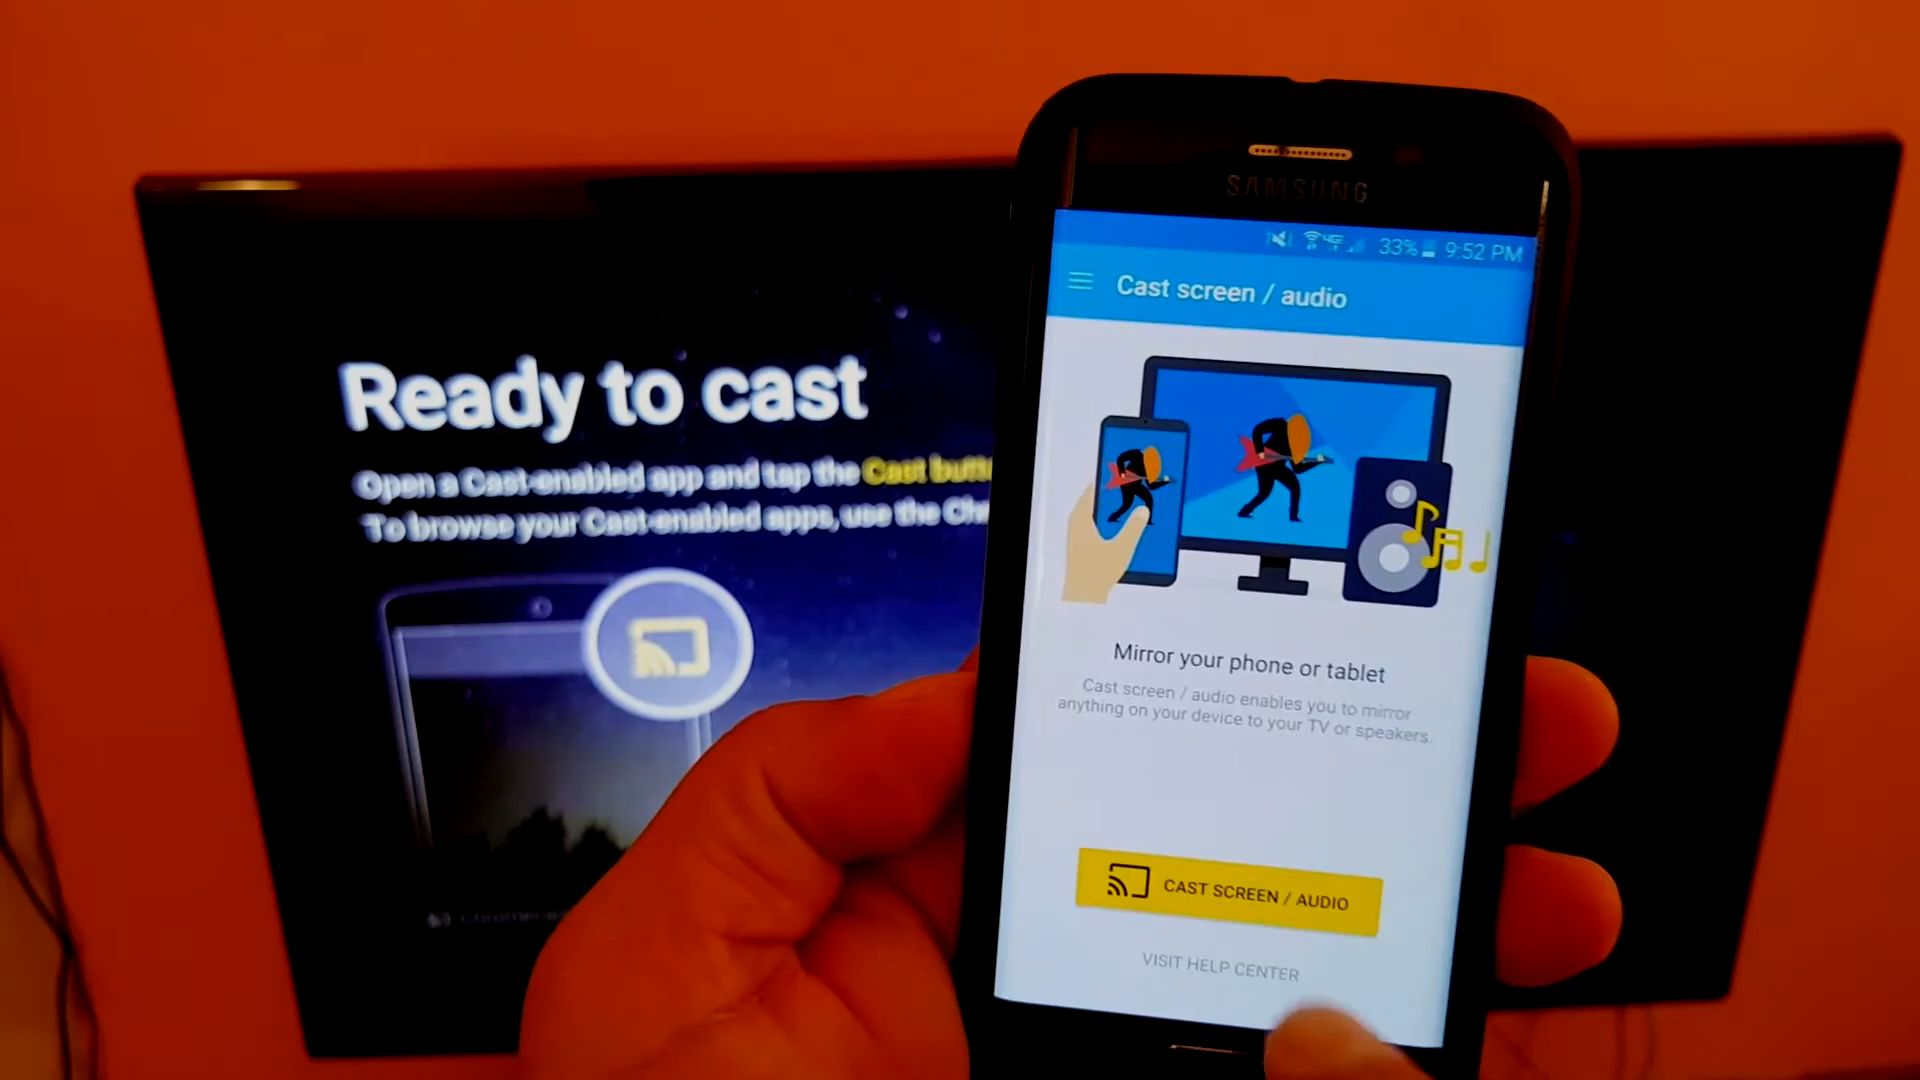 Ready to cast
Open a Cast-enabled app and tap the Cast
To browse your Cast-enabled apps, use the
SAMSUNG
33% 9:52 PM
Cast screen / audio
Mirror your phone or tablet
Cast screen / audio enables you to mirror
anything on your device to your TV or speakers.
CAST SCREEN / AUDIO
VISIT HELP CENTER